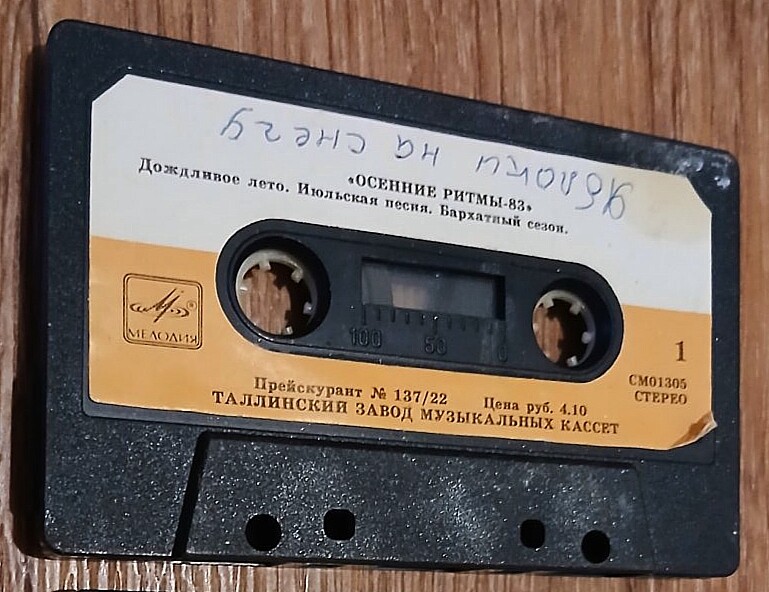 Яблоки на снегу
«ОСЕННИЕ РИТМЫ-83»
Дождливое лето. Июльская песня. Бархатный сезон.
МЕЛОДИЯ
100 50 0
1
СМ01305
СТЕРЕО
Прейскурант № 137/22 Цена руб. 4.10
ТАЛЛИНСКИЙ ЗАВОД МУЗЫКАЛЬНЫХ КАССЕТ